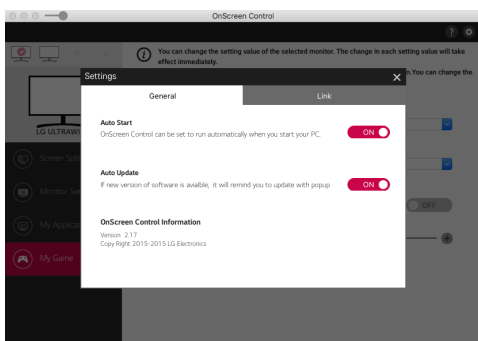 OnScreen Control
?
You can change the setting value of the selected monitor. The change in each setting value will take
effect immediately.
n.You can change the
Settings
General
Link
Auto Start
OnScreen Control can be set to run automatically when you start your PC.
ON
Auto Update
If new version of software is avialble, it will remind you to update with popup
ON
OnScreen Control Information
Version 2.17
Copy Right 2015-2015 LG Electronics
LG ULTRAWI
Screen Split
Monitor Set
My Applicat
My Game
OFF